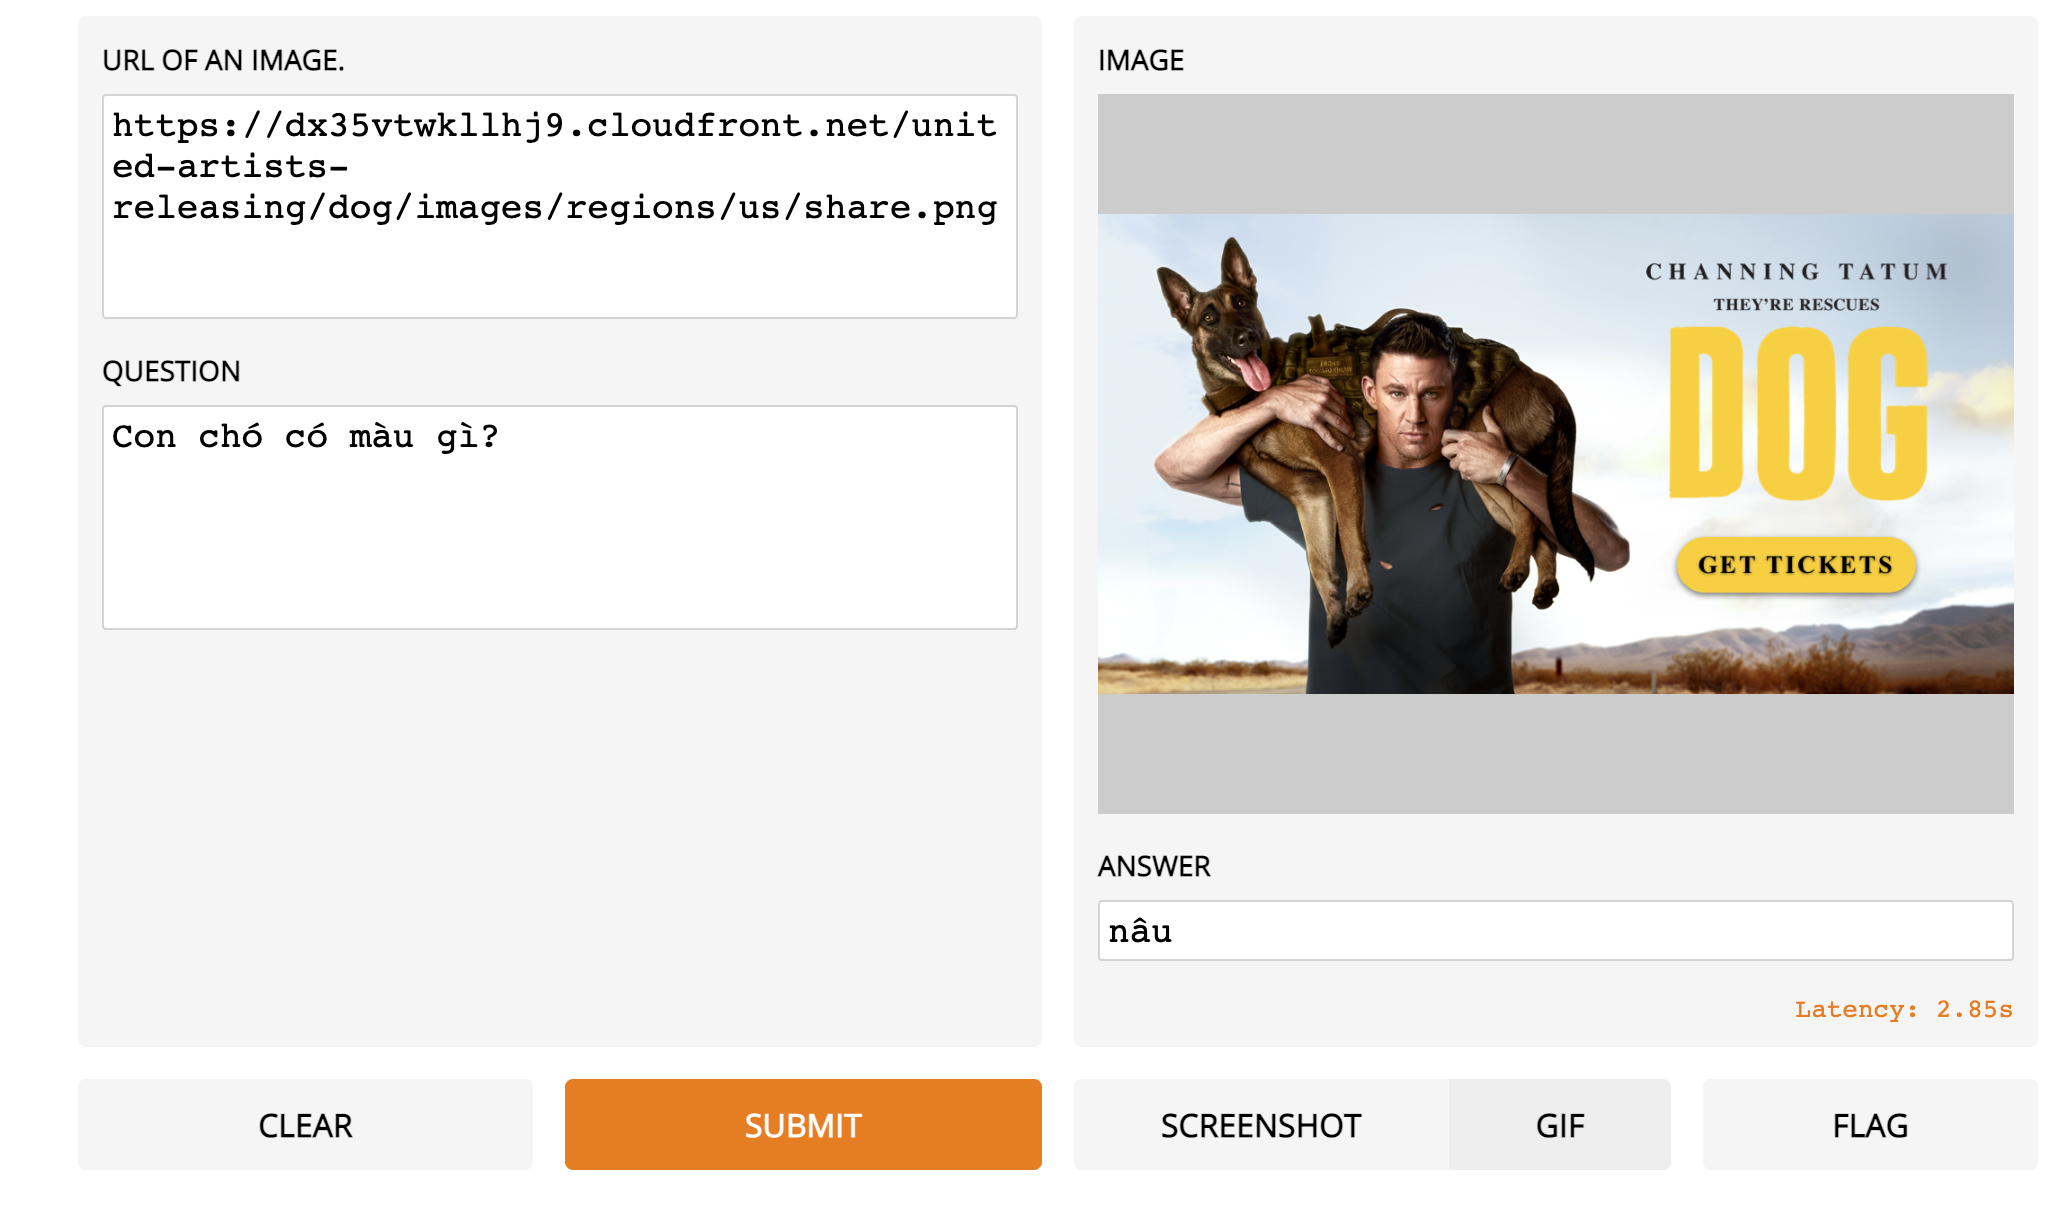 URL OF AN IMAGE.
https://dx35vtwkllhj9.cloudfront.net/unit
ed-artists-
releasing/dog/images/regions/us/share.png
QUESTION
Con chó có màu gì?
IMAGE
CHANNING TATUM
THEY'RE RESCUES
DOG
GET TICKETS
ANSWER
nâu
Latency: 2.85s
CLEAR
SUBMIT
SCREENSHOT
GIF
FLAG